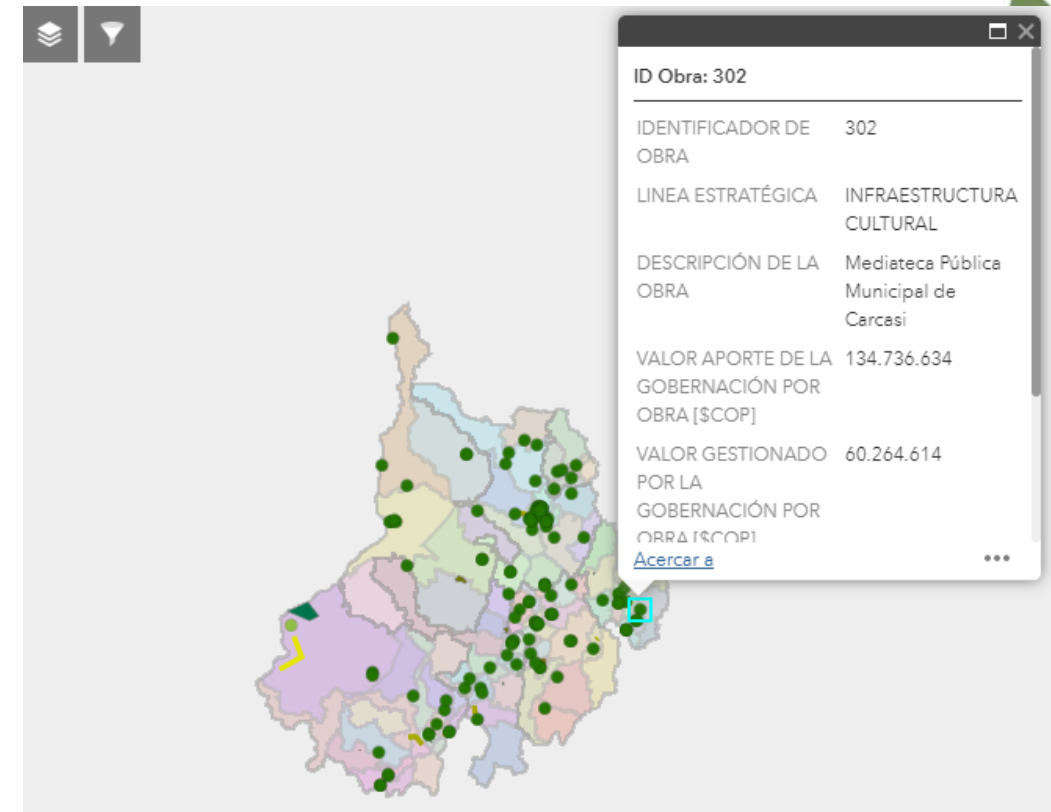 ID Obra: 302
IDENTIFICADOR DE OBRA 302
LINEA ESTRATÉGICA INFRAESTRUCTURA CULTURAL
DESCRIPCIÓN DE LA OBRA Mediateca Pública Municipal de Carcasi
VALOR APORTE DE LA GOBERNACIÓN POR OBRA [$COP] 134.736.634
VALOR GESTIONADO POR LA GOBERNACIÓN POR OBRA [$COP] 60.264.614
Acercar a